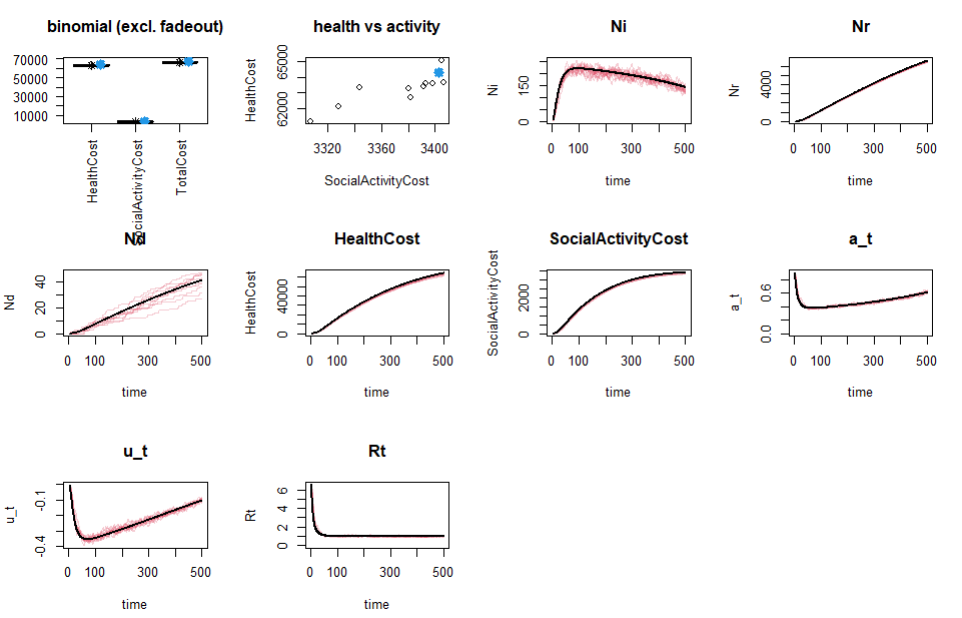 binomial (excl. fadeout)
70000
50000
30000
10000
HealthCost
SocialActivityCost
TotalCost
health vs activity
HealthCost
65000
62000
3320 3360 3400
SocialActivityCost
Ni
Ni
150
0
0 100 300 500
time
Nr
Nr
4000
0
0 100 300 500
time
Nd
Nd
40
20
0
0 100 300 500
time
HealthCost
HealthCost
40000
0
0 100 300 500
time
SocialActivityCost
SocialActivityCost
2000
0
0 100 300 500
time
a_t
a_t
0.6
0.0
0 100 300 500
time
u_t
u_t
-0.1
-0.4
0 100 300 500
time
Rt
Rt
6
4
2
0
0 100 300 500
time